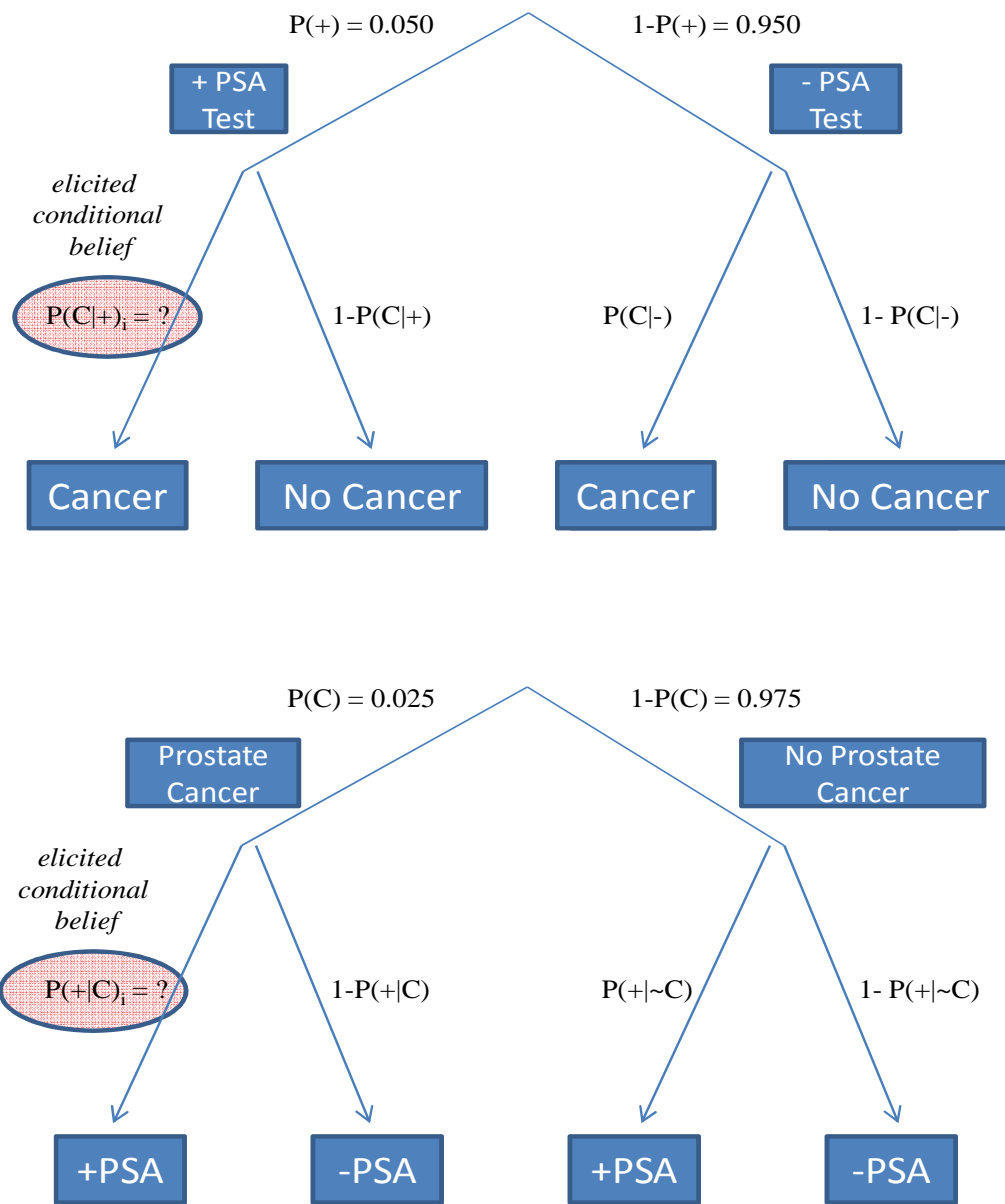 P(+) = 0.050
1-P(+) = 0.950
+ PSA
Test
- PSA
Test
elicited
conditional
belief
P(C|+)i = ?
1-P(C|+)
P(C|-)
1- P(C|-)
Cancer
No Cancer
Cancer
No Cancer
P(C) = 0.025
1-P(C) = 0.975
Prostate
Cancer
No Prostate
Cancer
elicited
conditional
belief
P(+|C)i = ?
1-P(+|C)
P(+|~C)
1- P(+|~C)
+PSA
-PSA
+PSA
-PSA